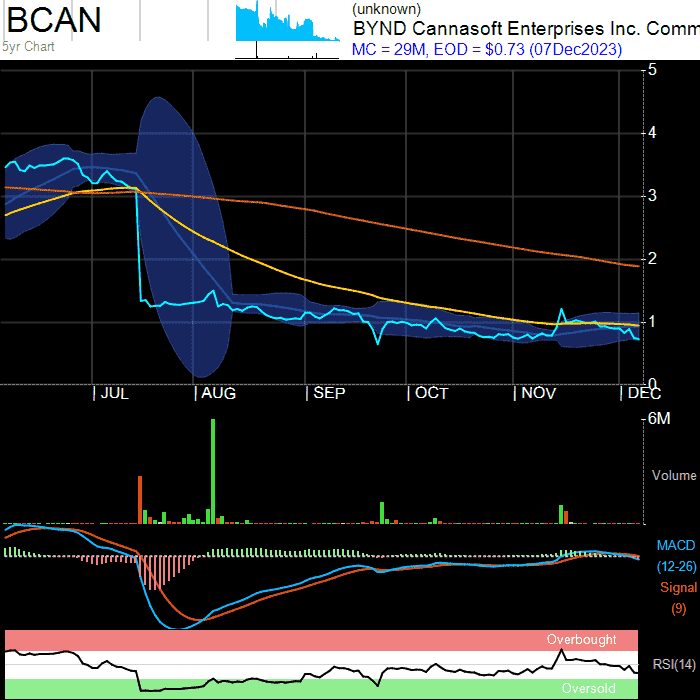 BCAN
5yr Chart
(unknown)
BYND Cannasoft Enterprises Inc. Comm
MC = 29M, EOD = $0.73 (07Dec2023)
5
4
3
2
1
0
JUL
AUG
SEP
OCT
NOV
DEC
6M
Volume
MACD
(12-26)
Signal
(9)
Overbought
RSI(14)
Oversold